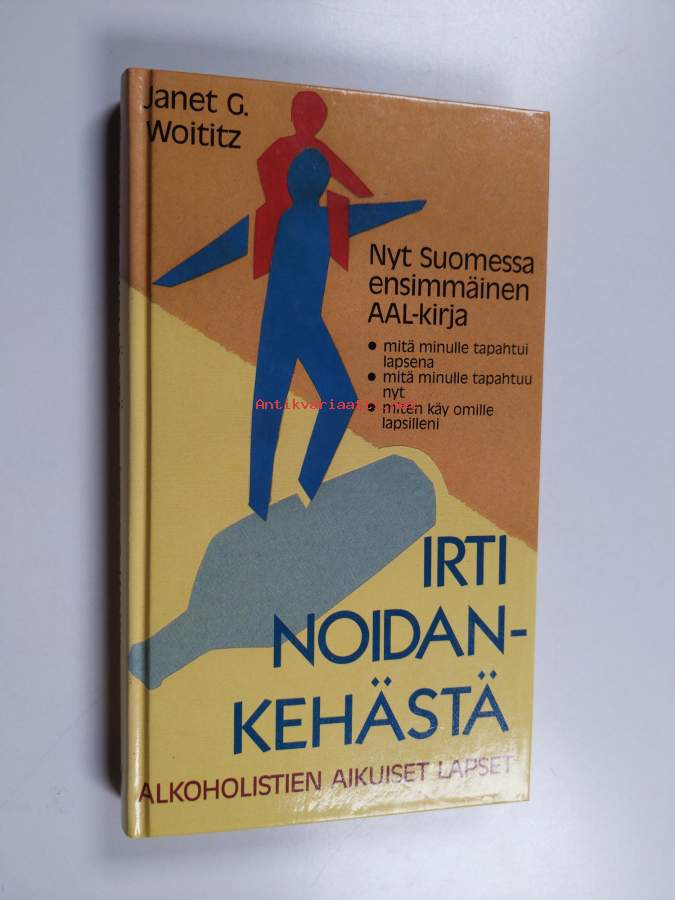 Janet G.
Woititz
Nyt Suomessa
ensimmäinen
AAL-kirja
• mitä minulle tapahtui
lapsena
• mitä minulle tapahtuu
nyt
Antikvariaatti.net
• miten käy omille
lapsilleni
IRTI
NOIDAN-
KEHÄSTÄ
ALKOHOLISTIEN AIKUISET LAPSET